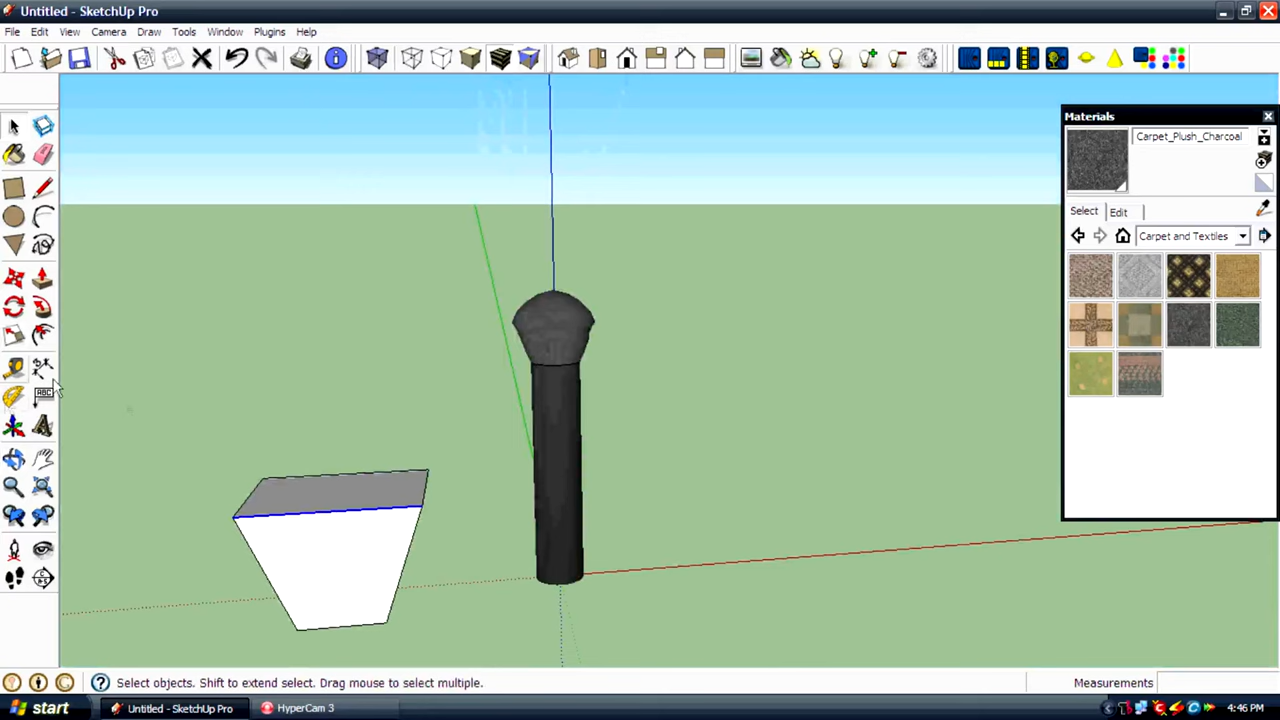 Untitled - SketchUp Pro
File Edit View Camera Draw Tools Window Plugins Help
Materials
Carpet_Plush_Charcoal
Select Edit
Carpet and Textiles
ABC
Select objects. Shift to extend select. Drag mouse to select multiple.
Measurements
start
Untitled - SketchUp Pro
HyperCam 3
4:46 PM